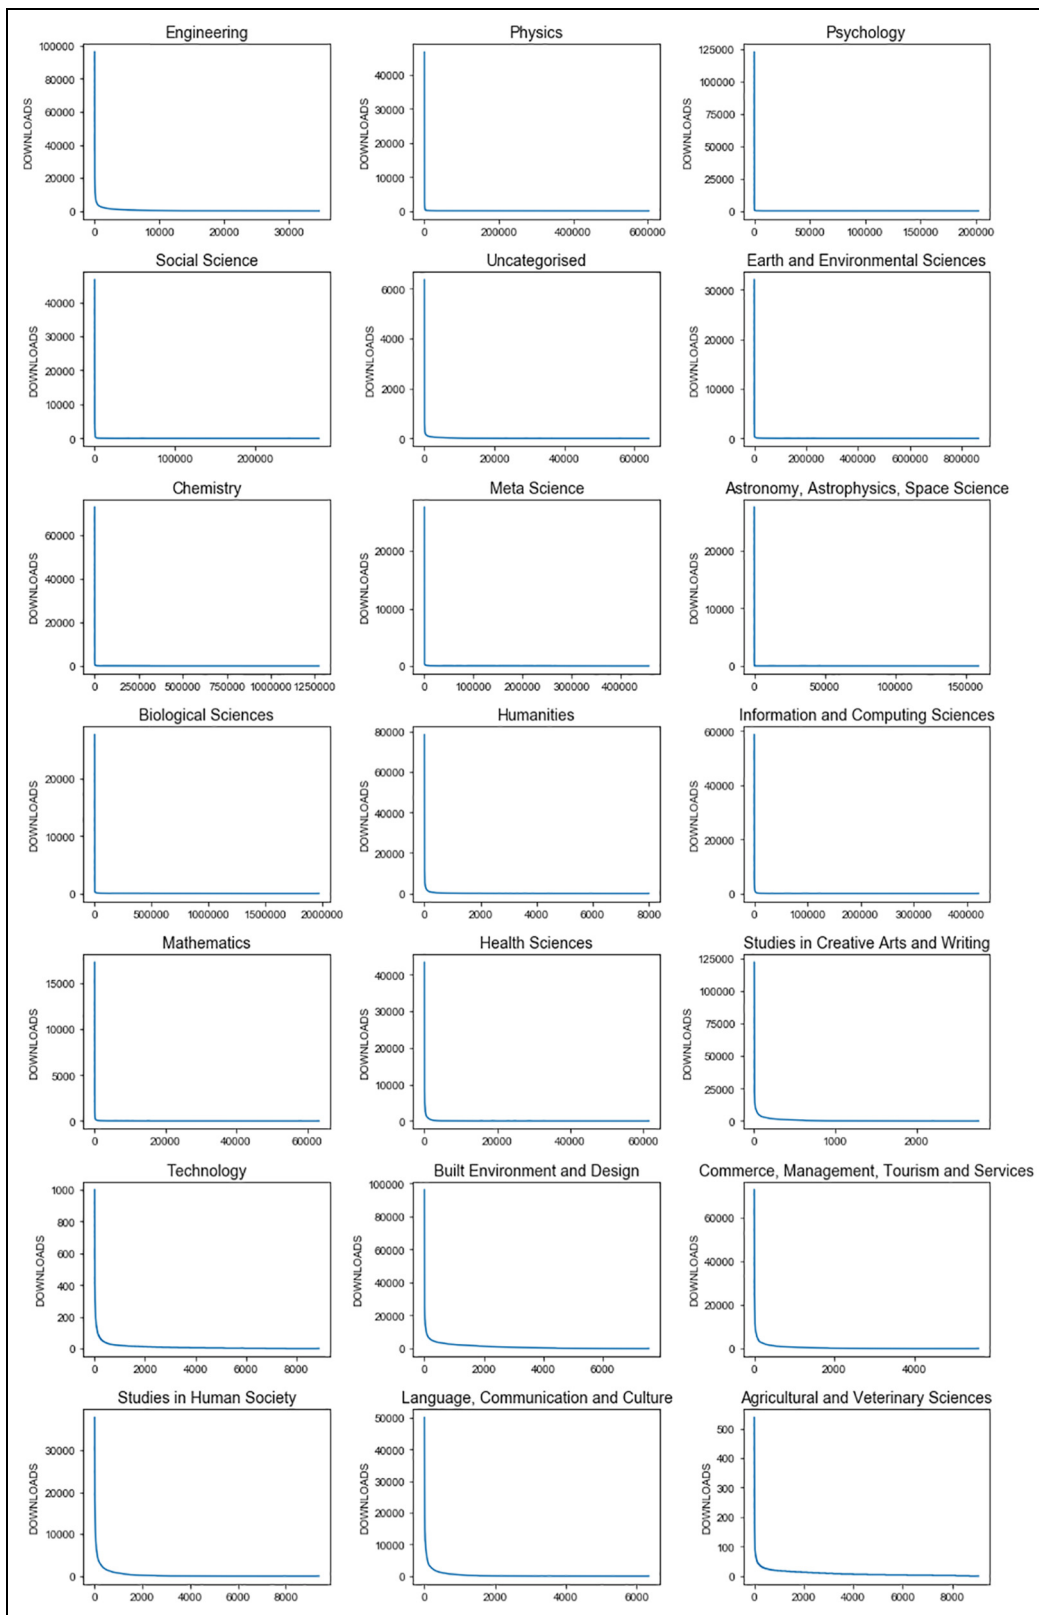 Engineering
100000
80000
60000
40000
20000
0
DOWNLOADS
0 10000 20000 30000
Physics
40000
30000
20000
10000
0
DOWNLOADS
0 200000 400000 600000
Psychology
125000
100000
75000
50000
25000
0
DOWNLOADS
0 50000 100000 150000 200000
Social Science
40000
30000
20000
10000
0
DOWNLOADS
0 100000 200000
Uncategorised
6000
4000
2000
0
DOWNLOADS
0 20000 40000 60000
Earth and Environmental Sciences
30000
20000
10000
0
DOWNLOADS
0 200000 400000 600000 800000
Chemistry
60000
40000
20000
0
DOWNLOADS
0 250000 500000 750000 1000000 1250000
Meta Science
20000
10000
0
DOWNLOADS
0 100000 200000 300000 400000
Astronomy, Astrophysics, Space Science
20000
10000
0
DOWNLOADS
0 50000 100000 150000
Biological Sciences
20000
10000
0
DOWNLOADS
0 500000 1000000 1500000 2000000
Humanities
80000
60000
40000
20000
0
DOWNLOADS
0 2000 4000 6000 8000
Information and Computing Sciences
60000
40000
20000
0
DOWNLOADS
0 100000 200000 300000 400000
Mathematics
15000
10000
5000
0
DOWNLOADS
0 20000 40000 60000
Health Sciences
40000
30000
20000
10000
0
DOWNLOADS
0 20000 40000 60000
Studies in Creative Arts and Writing
125000
100000
75000
50000
25000
0
DOWNLOADS
0 1000 2000
Technology
1000
800
600
400
200
0
DOWNLOADS
0 2000 4000 6000 8000
Built Environment and Design
100000
80000
60000
40000
20000
0
DOWNLOADS
0 2000 4000 6000
Commerce, Management, Tourism and Services
60000
40000
20000
0
DOWNLOADS
0 2000 4000
Studies in Human Society
30000
20000
10000
0
DOWNLOADS
0 2000 4000 6000 8000
Language, Communication and Culture
50000
40000
30000
20000
10000
0
DOWNLOADS
0 2000 4000 6000
Agricultural and Veterinary Sciences
500
400
300
200
100
0
DOWNLOADS
0 2000 4000 6000 8000